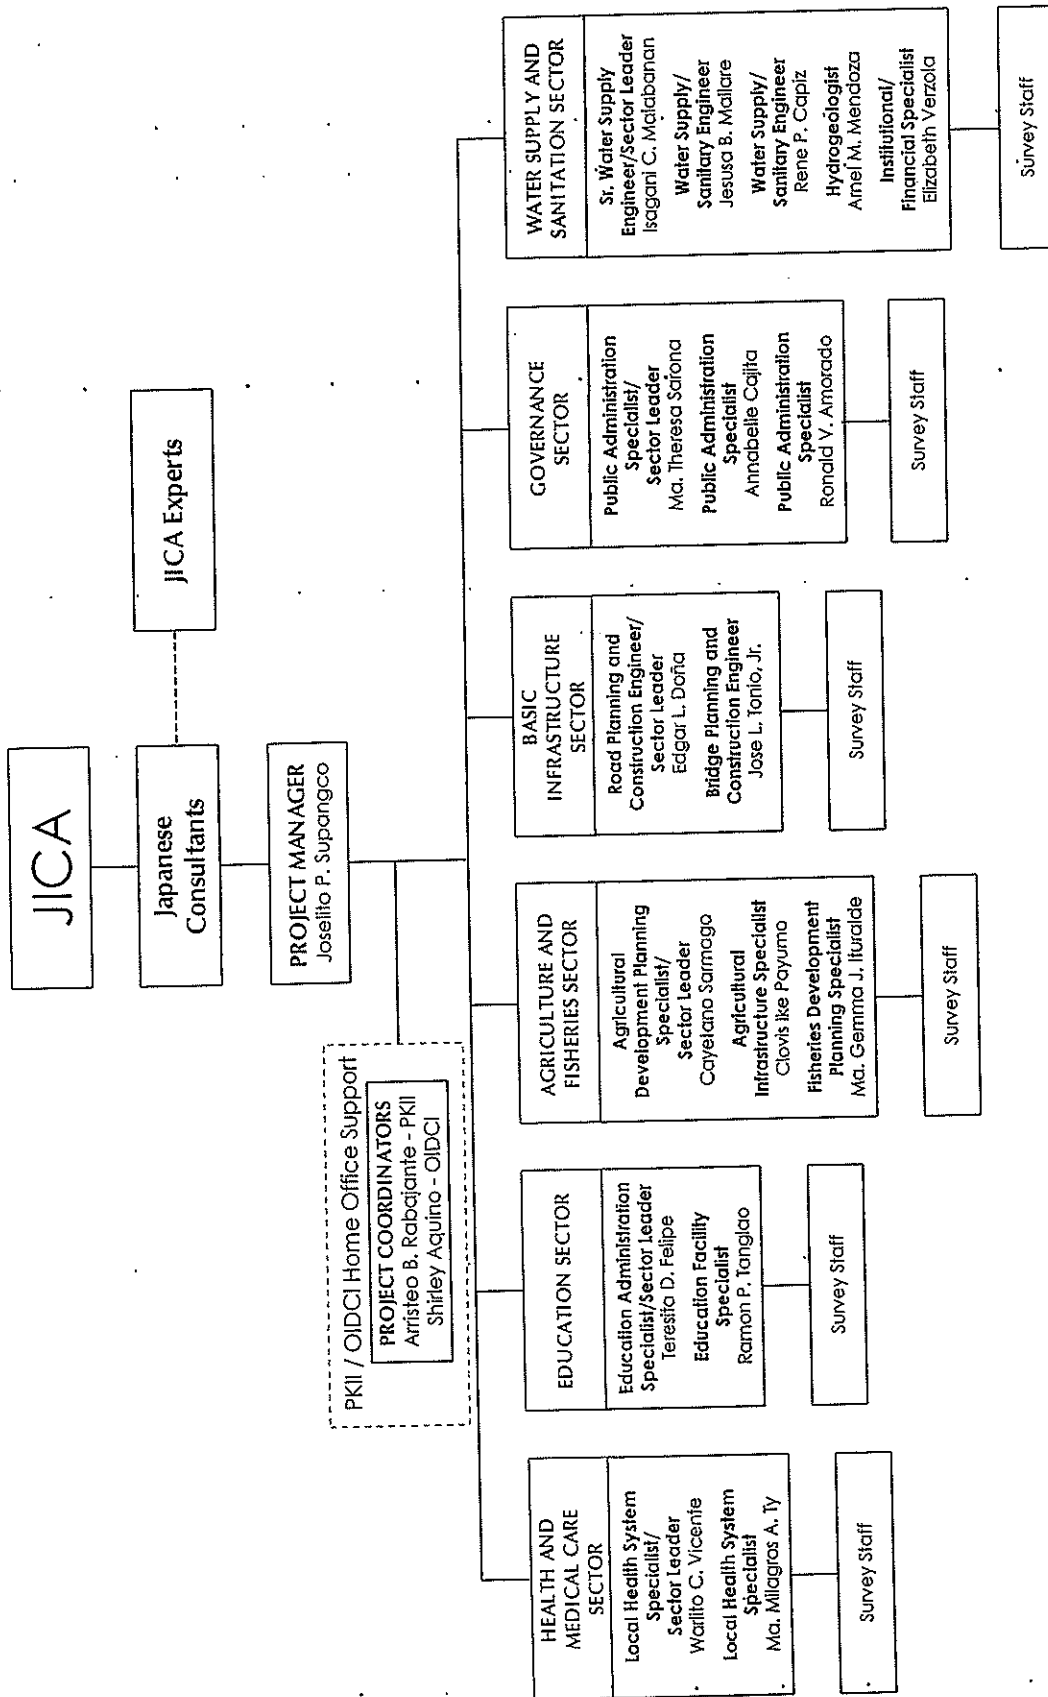 JICA
Japanese
Consultants
JICA Experts
PROJECT MANAGER
Joselito P. Supangco
PKII / OIDCI Home Office Support
PROJECT COORDINATORS
Arristeo B. Rabajante - PKII
Shirley Aquino - OIDCI
HEALTH AND
MEDICAL CARE
SECTOR
Local Health System
Specialist/
Sector Leader
Warlito C. Vicente
Local Health System
Specialist
Ma. Milagros A. Ty
Survey Staff
EDUCATION SECTOR
Education Administration
Specialist/Sector Leader
Teresita D. Felipe
Education Facility
Specialist
Ramon P. Tanglao
Survey Staff
AGRICULTURE AND
FISHERIES SECTOR
Agricultural
Development Planning
Specialist/
Sector Leader
Cayetano Sarmago
Agricultural
Infrastructure Specialist
Clovis Ike Payumo
Fisheries Development
Planning Specialist
Ma. Gemma J. Ituralde
Survey Staff
BASIC
INFRASTRUCTURE
SECTOR
Road Planning and
Construction Engineer/
Sector Leader
Edgar L. Doña
Bridge Planning and
Construction Engineer
Jose L. Tonio, Jr.
Survey Staff
GOVERNANCE
SECTOR
Public Administration
Specialist/
Sector Leader
Ma. Theresa Sarona
Public Administration
Specialist
Annabelle Cajita
Public Administration
Specialist
Ronald V. Amorado
Survey Staff
WATER SUPPLY AND
SANITATION SECTOR
Sr. Water Supply
Engineer/Sector Leader
Isagani C. Malabanan
Water Supply/
Sanitary Engineer
Jesusa B. Mallare
Water Supply/
Sanitary Engineer
Rene P. Capiz
Hydrogeologist
Arnel M. Mendoza
Institutional/
Financial Specialist
Elizabeth Verzola
Survey Staff